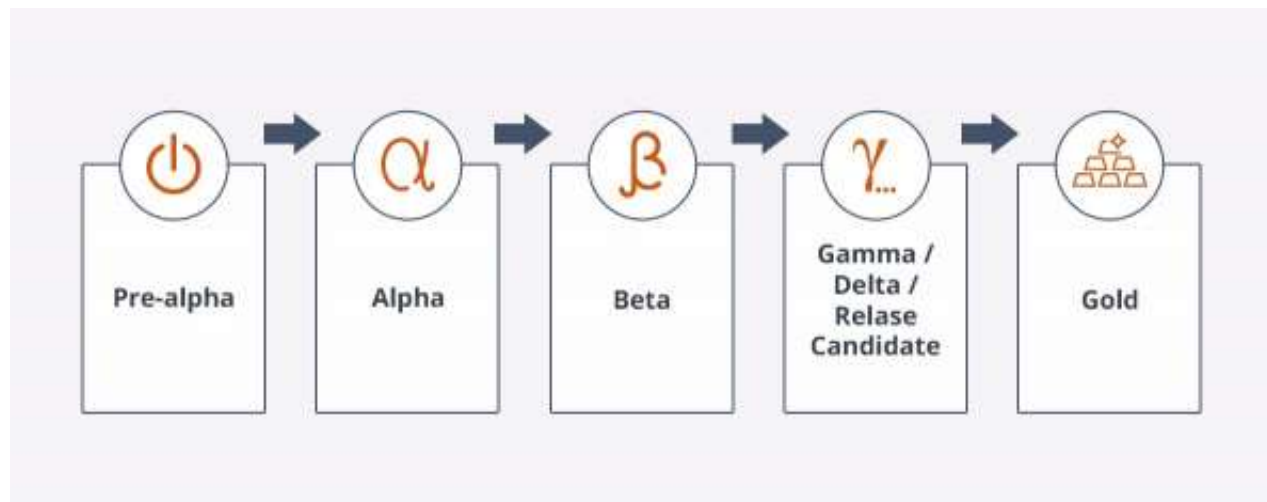 α
β
γ...
Pre-alpha
Alpha
Beta
Gamma /
Delta /
Relase
Candidate
Gold